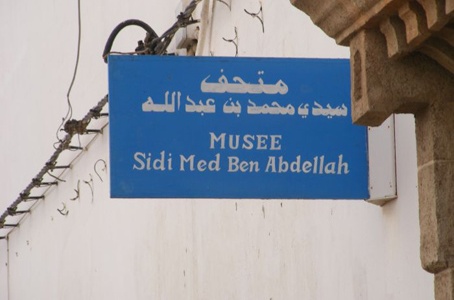 متحف
سيدي محمد بن عبد الله
MUSEE
Sidi Med Ben Abdellah